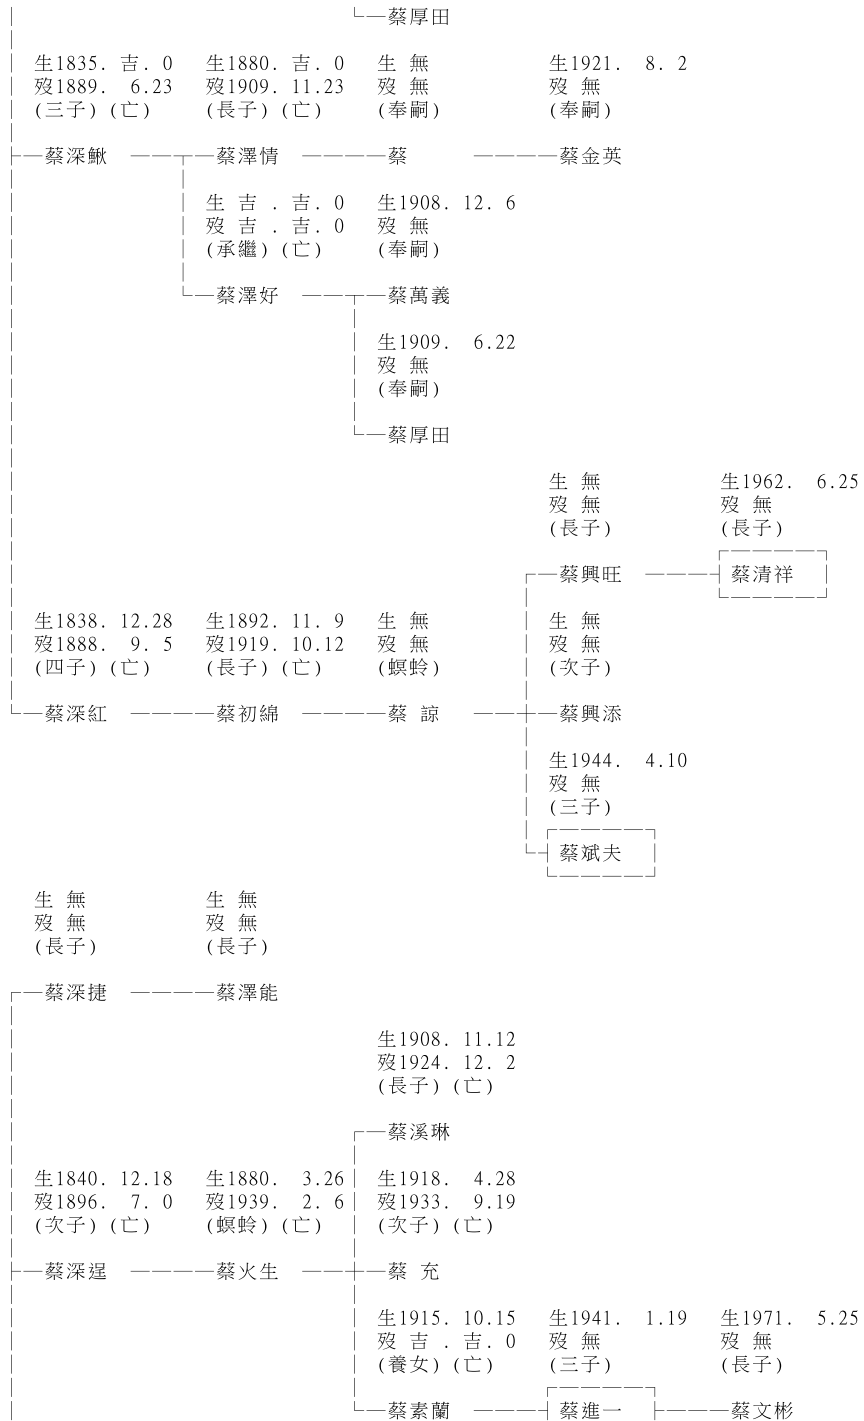 蔡厚田
生1835. 吉. 0 生1880. 吉. 0 生 無 生1921. 8. 2
歿1889. 6.23 歿1909. 11.23 歿 無 歿 無
(三子)(亡) (長子)(亡) (奉嗣) (奉嗣)
蔡深鰍 蔡澤情 蔡 蔡金英
生 吉 . 吉. 0 生1908. 12. 6
歿 吉 . 吉. 0 歿 無
(承繼)(亡) (奉嗣)
蔡澤好 蔡萬義
生1909. 6.22
歿 無
(奉嗣)
蔡厚田
生 無 生1962. 6.25
歿 無 歿 無
(長子) (長子)
蔡興旺 蔡清祥
生1838. 12.28 生1892. 11. 9 生 無 生 無
歿1888. 9. 5 歿1919. 10.12 歿 無 歿 無
(四子)(亡) (長子)(亡) (螟蛉) (次子)
蔡深紅 蔡初綿 蔡 諒 蔡興添
生1944. 4.10
歿 無
(三子)
蔡斌夫
生 無 生 無
歿 無 歿 無
(長子) (長子)
蔡深捷 蔡澤能
生1908. 11.12
歿1924. 12. 2
(長子)(亡)
蔡溪琳
生1840. 12.18 生1880. 3.26 生1918. 4.28
歿1896. 7. 0 歿1939. 2. 6 歿1933. 9.19
(次子)(亡) (螟蛉)(亡) (次子)(亡)
蔡深逞 蔡火生 蔡 充
生1915. 10.15 生1941. 1.19 生1971. 5.25
歿 吉 . 吉. 0 歿 無 歿 無
(養女)(亡) (三子) (長子)
蔡素蘭 蔡進一 蔡文彬